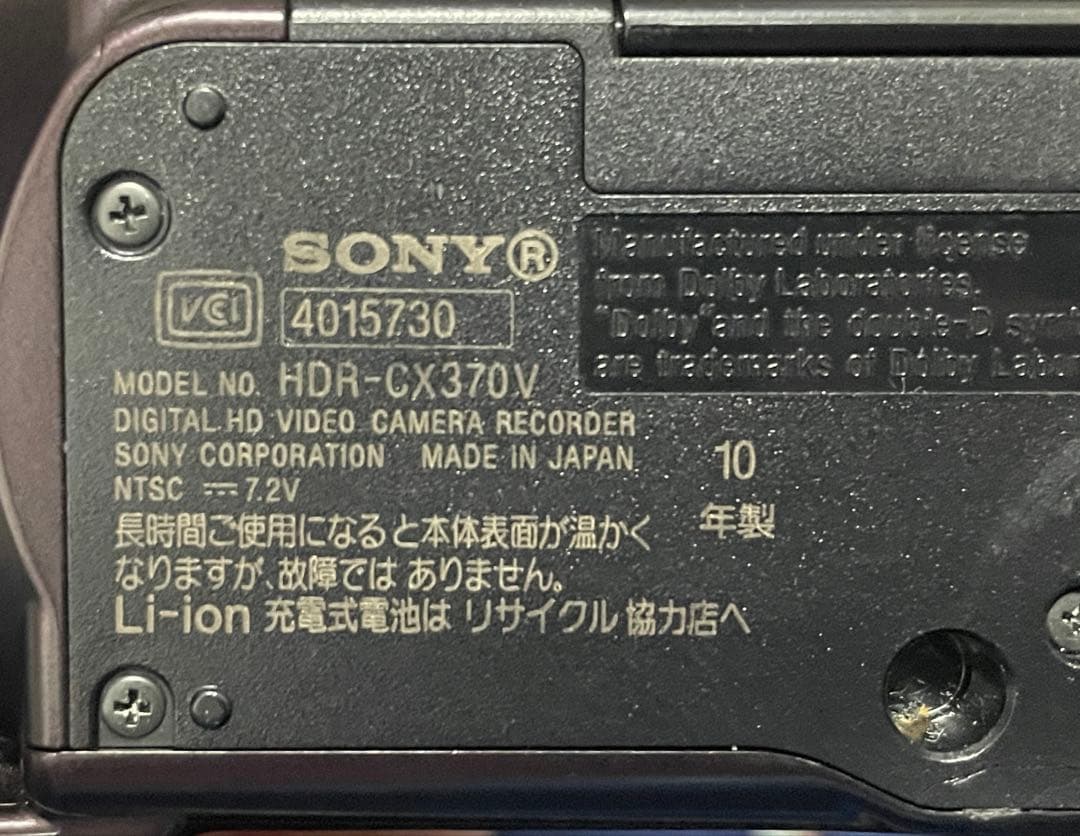 SONY®
VCI
4015730
MODEL NO. HDR-CX370V
DIGITAL HD VIDEO CAMERA RECORDER
SONY CORPORATION MADE IN JAPAN
NTSC ⎓7.2V
長時間ご使用になると本体表面が温かく
なりますが、故障ではありません。
Li-ion 充電式電池は リサイクル 協力店へ
10
年製
Manufactured under license
from Dolby Laboratories.
"Dolby"and the double-D
are trademarks of Dolby